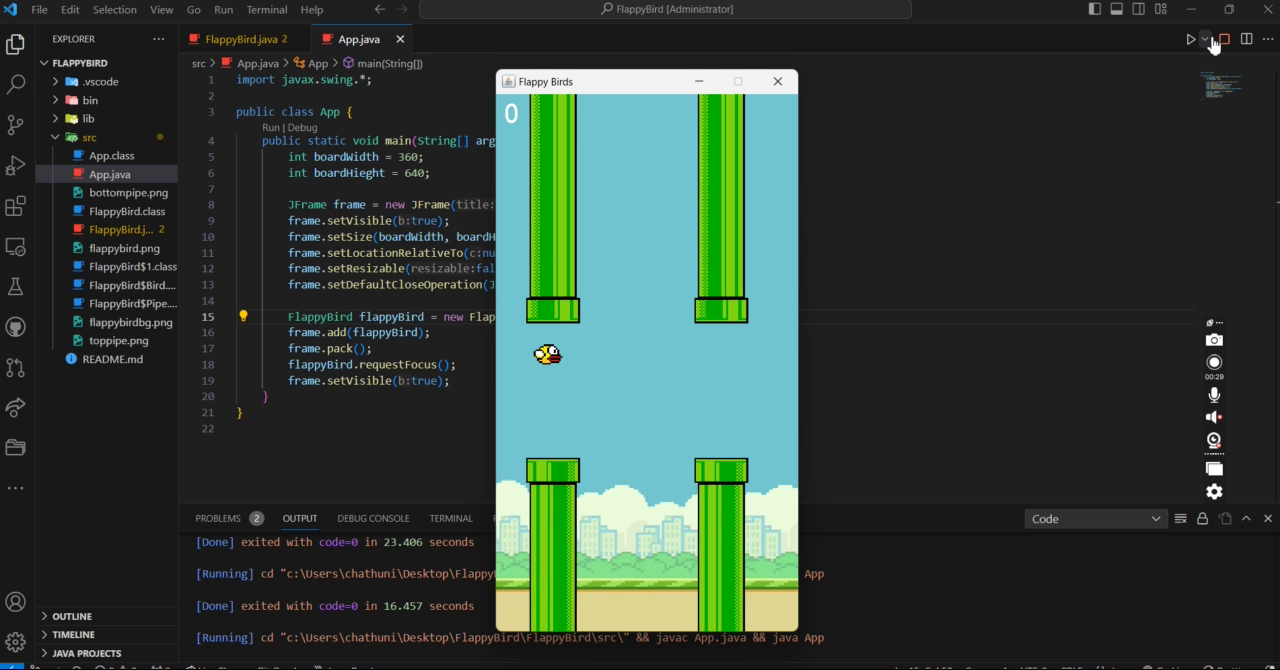 File Edit Selection View Go Run Terminal Help
FlappyBird [Administrator]
EXPLORER
FLAPPYBIRD
.vscode
bin
lib
src
App.class
App.java
bottompipe.png
FlappyBird.class
FlappyBird.j... 2
flappybird.png
FlappyBird$1.class
FlappyBird$Bird....
FlappyBird$Pipe....
flappybirdbg.png
toppipe.png
README.md
OUTLINE
TIMELINE
JAVA PROJECTS
FlappyBird.java 2
App.java
src > App.java > App > main(String[])
1 import javax.swing.*;
2
3 public class App {
Run | Debug
4 public static void main(String[] arg
5 int boardWidth = 360;
6 int boardHieght = 640;
7
8 JFrame frame = new JFrame(title:
9 frame.setVisible(b:true);
10 frame.setSize(boardWidth, boardH
11 frame.setLocationRelativeTo(c:nu
12 frame.setResizable(resizable:fal
13 frame.setDefaultCloseOperation(J
14
15 FlappyBird flappyBird = new Flap
16 frame.add(flappyBird);
17 frame.pack();
18 flappyBird.requestFocus();
19 frame.setVisible(b:true);
20 }
21 }
22
Flappy Birds
0
00:29
PROBLEMS 2 OUTPUT DEBUG CONSOLE TERMINAL
Code
[Done] exited with code=0 in 23.406 seconds
[Running] cd "c:\Users\chathuni\Desktop\Flappy
App
[Done] exited with code=0 in 16.457 seconds
[Running] cd "c:\Users\chathuni\Desktop\FlappyBird\FlappyBird\src\" && javac App.java && java App